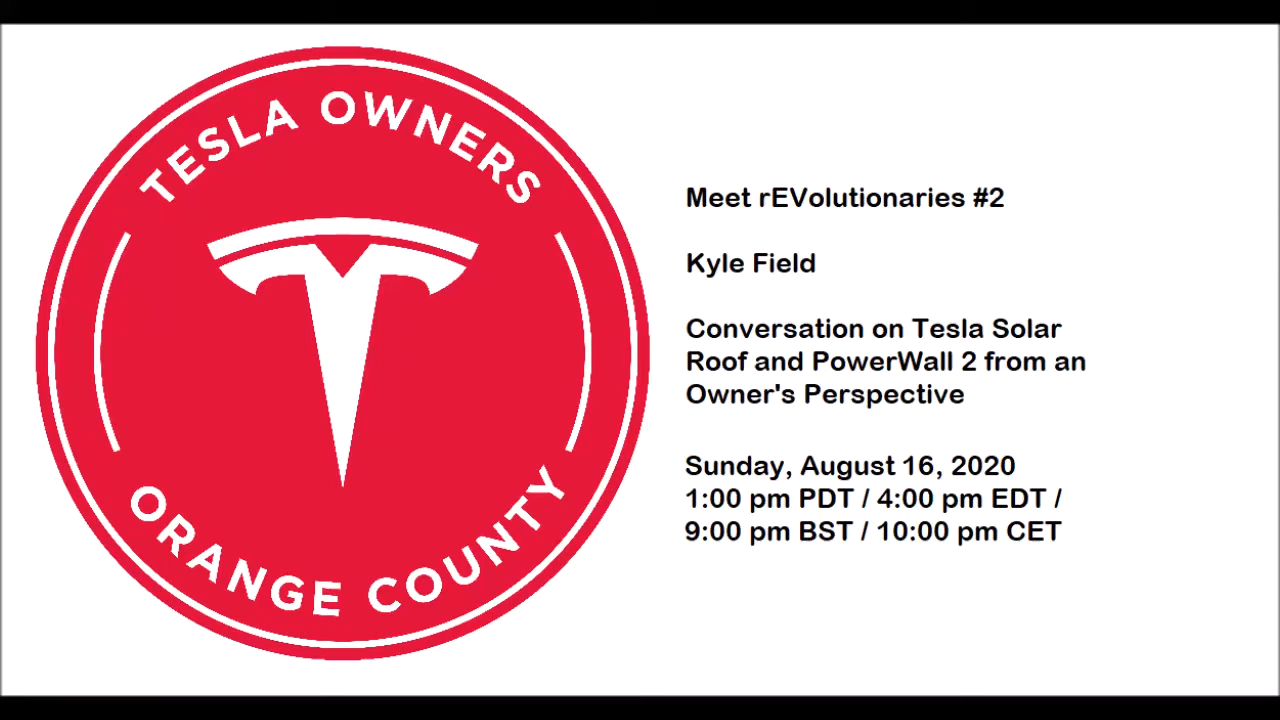 TESLA OWNERS
ORANGE COUNTY
Meet rEVolutionaries #2
Kyle Field
Conversation on Tesla Solar
Roof and PowerWall 2 from an
Owner's Perspective
Sunday, August 16, 2020
1:00 pm PDT / 4:00 pm EDT /
9:00 pm BST / 10:00 pm CET